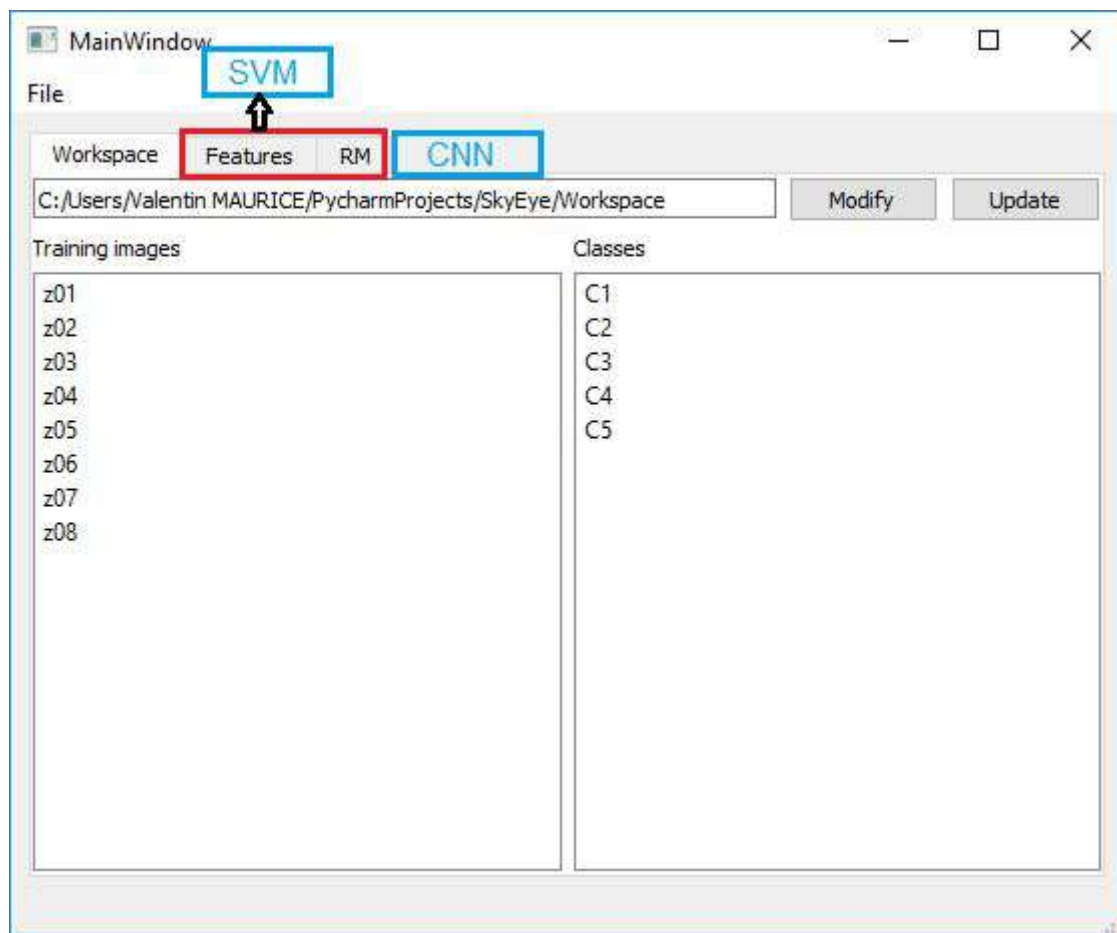 MainWindow
SVM
File
Workspace Features RM CNN
C:/Users/Valentin MAURICE/PycharmProjects/SkyEye/Workspace Modify Update
Training images Classes
z01 C1
z02 C2
z03 C3
z04 C4
z05 C5
z06
z07
z08